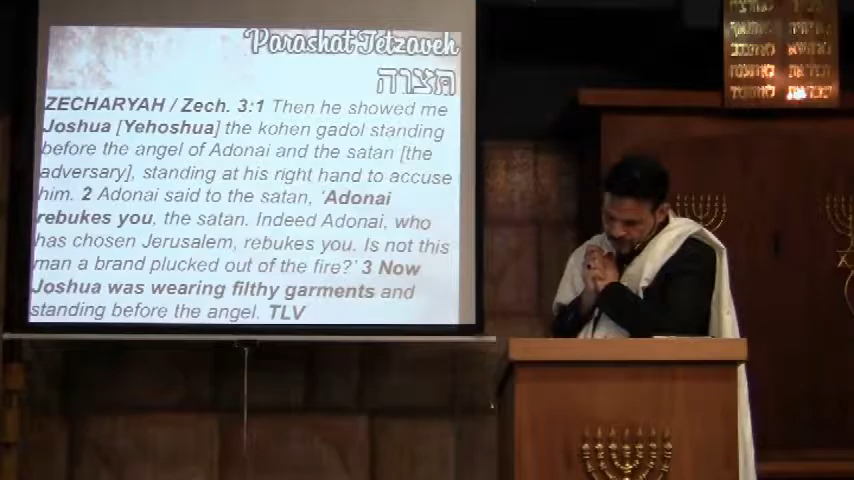 Parashat Tetzaveh
תצוה
ZECHARYAH / Zech. 3:1 Then he showed me
Joshua [Yehoshua] the kohen gadol standing
before the angel of Adonai and the satan [the
adversary], standing at his right hand to accuse
him. 2 Adonai said to the satan, ‘Adonai
rebukes you, the satan. Indeed Adonai, who
has chosen Jerusalem, rebukes you. Is not this
man a brand plucked out of the fire?’ 3 Now
Joshua was wearing filthy garments and
standing before the angel. TLV